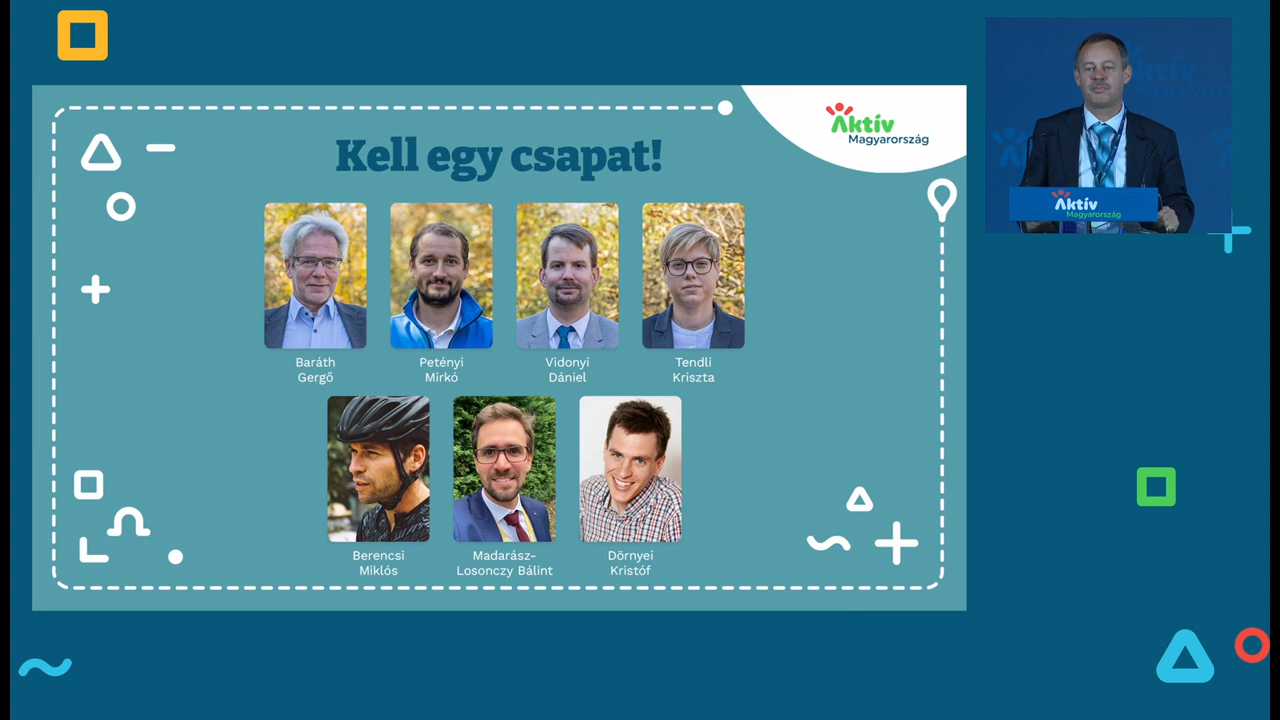 Aktív
Magyarország
Kell egy csapat!
Baráth
Gergő
Petényi
Mirkó
Vidonyi
Dániel
Tendli
Kriszta
Berencsi
Miklós
Madarász-
Losonczy Bálint
Dörnyei
Kristóf
Aktív
Magyarország